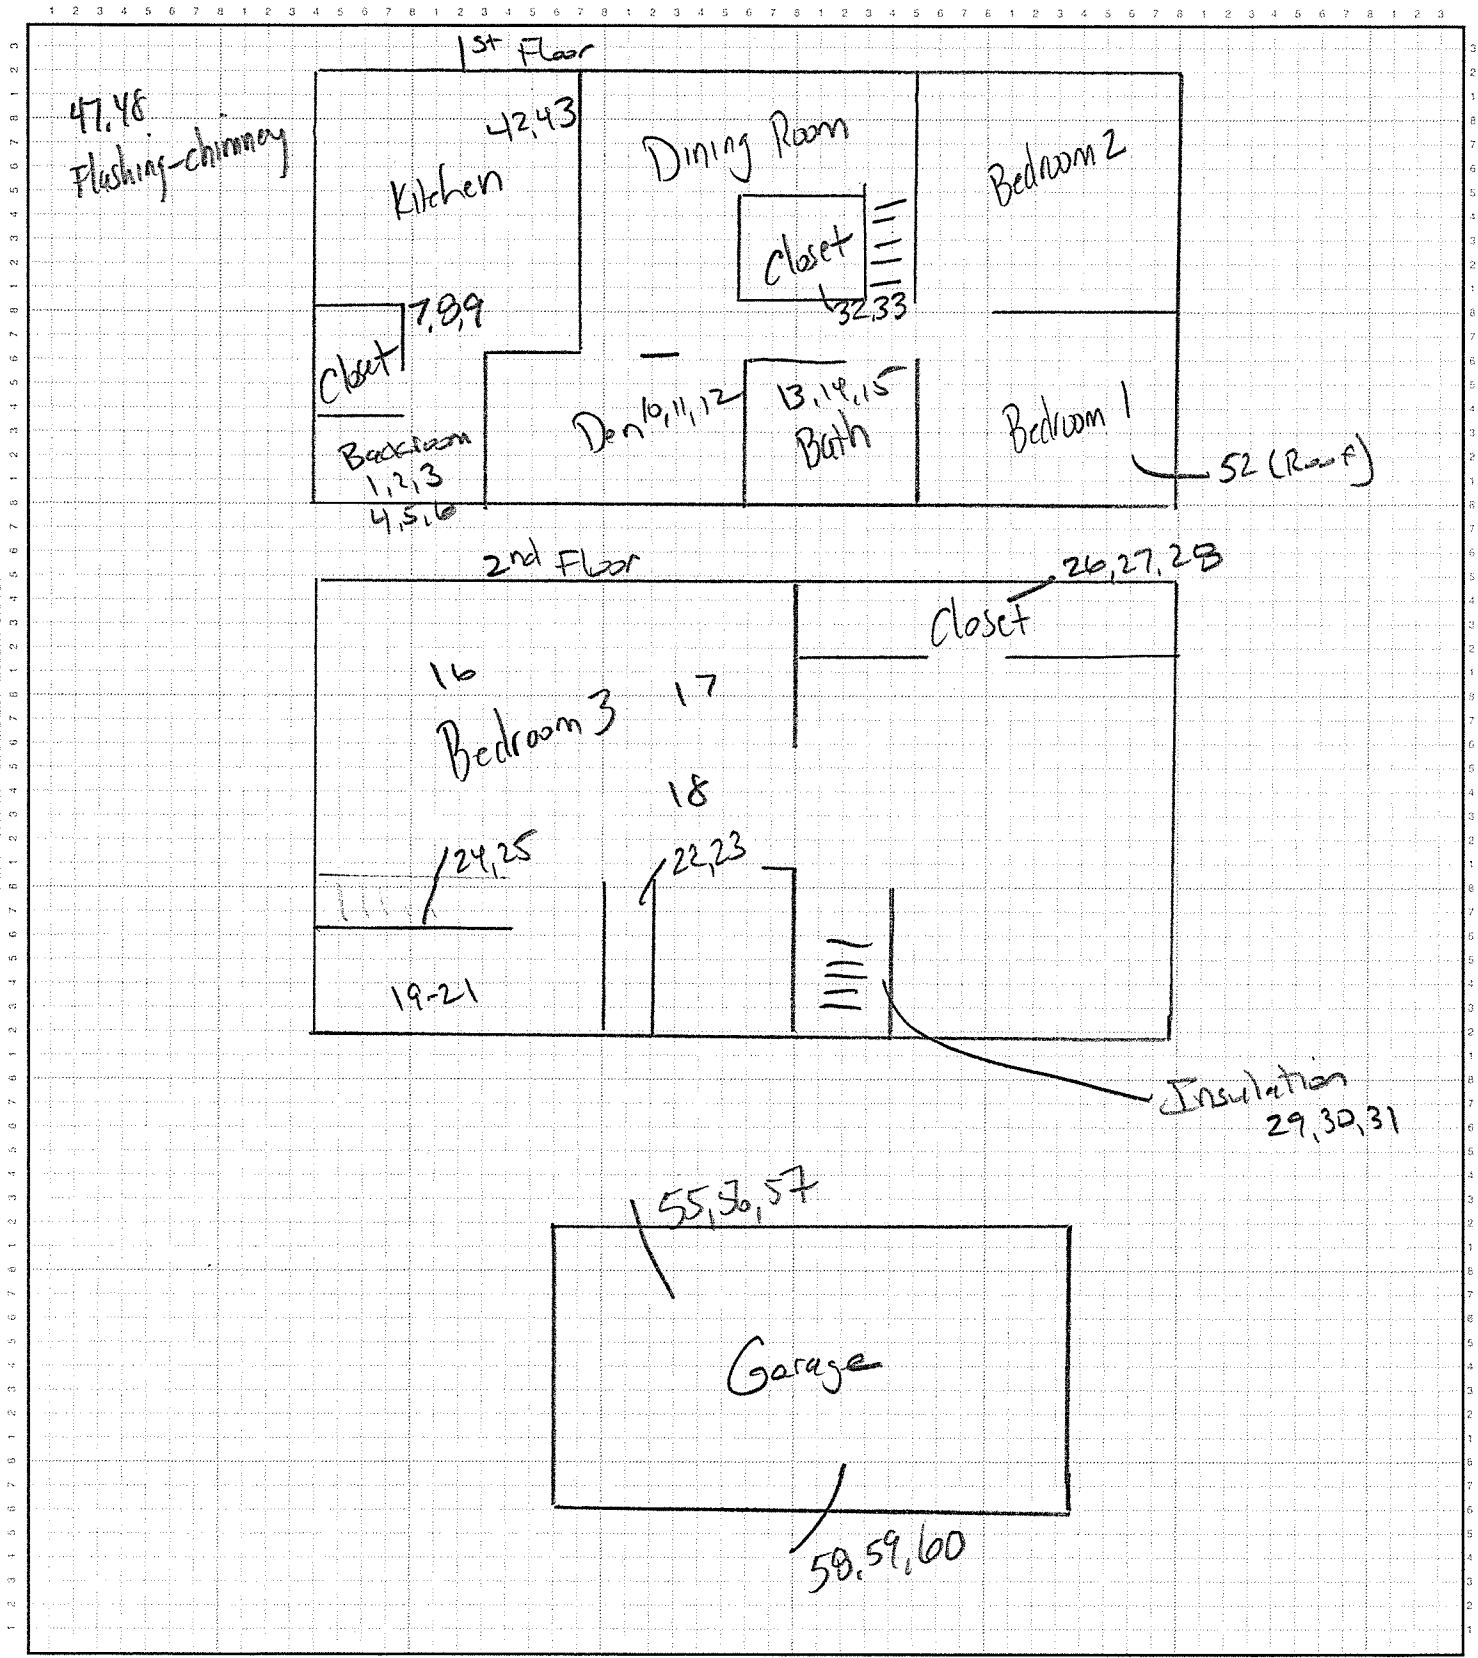 1st Floor
47,48
Flashing-chimney
42,43
Kitchen
Dining Room
Bedroom 2
Closet
32,33
7,8,9
Closet
Backroom
1,2,3
4,5,6
Den 10,11,12
13,14,15
Bath
Bedroom 1
52 (Roof)
2nd Floor
26,27,28
Closet
16
17
Bedroom 3
18
24,25
22,23
19-21
Insulation
29,30,31
55,56,57
Garage
58,59,60